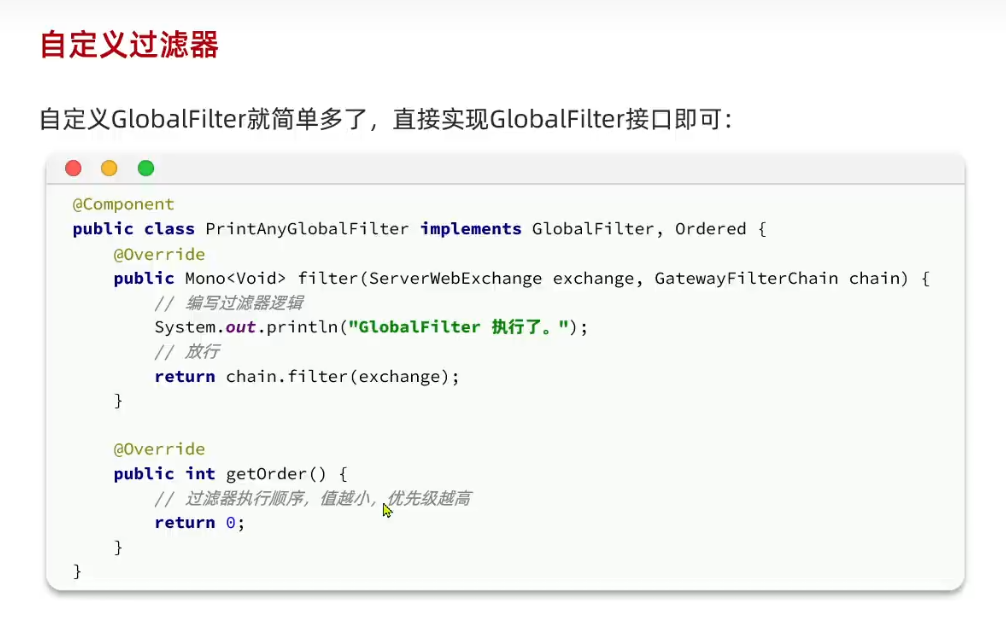 自定义过滤器
自定义GlobalFilter就简单多了，直接实现GlobalFilter接口即可：
@Component
public class PrintAnyGlobalFilter implements GlobalFilter, Ordered {
    @Override
    public Mono<Void> filter(ServerWebExchange exchange, GatewayFilterChain chain) {
        // 编写过滤器逻辑
        System.out.println("GlobalFilter 执行了。");
        // 放行
        return chain.filter(exchange);
    }
    @Override
    public int getOrder() {
        // 过滤器执行顺序，值越小，优先级越高
        return 0;
    }
}